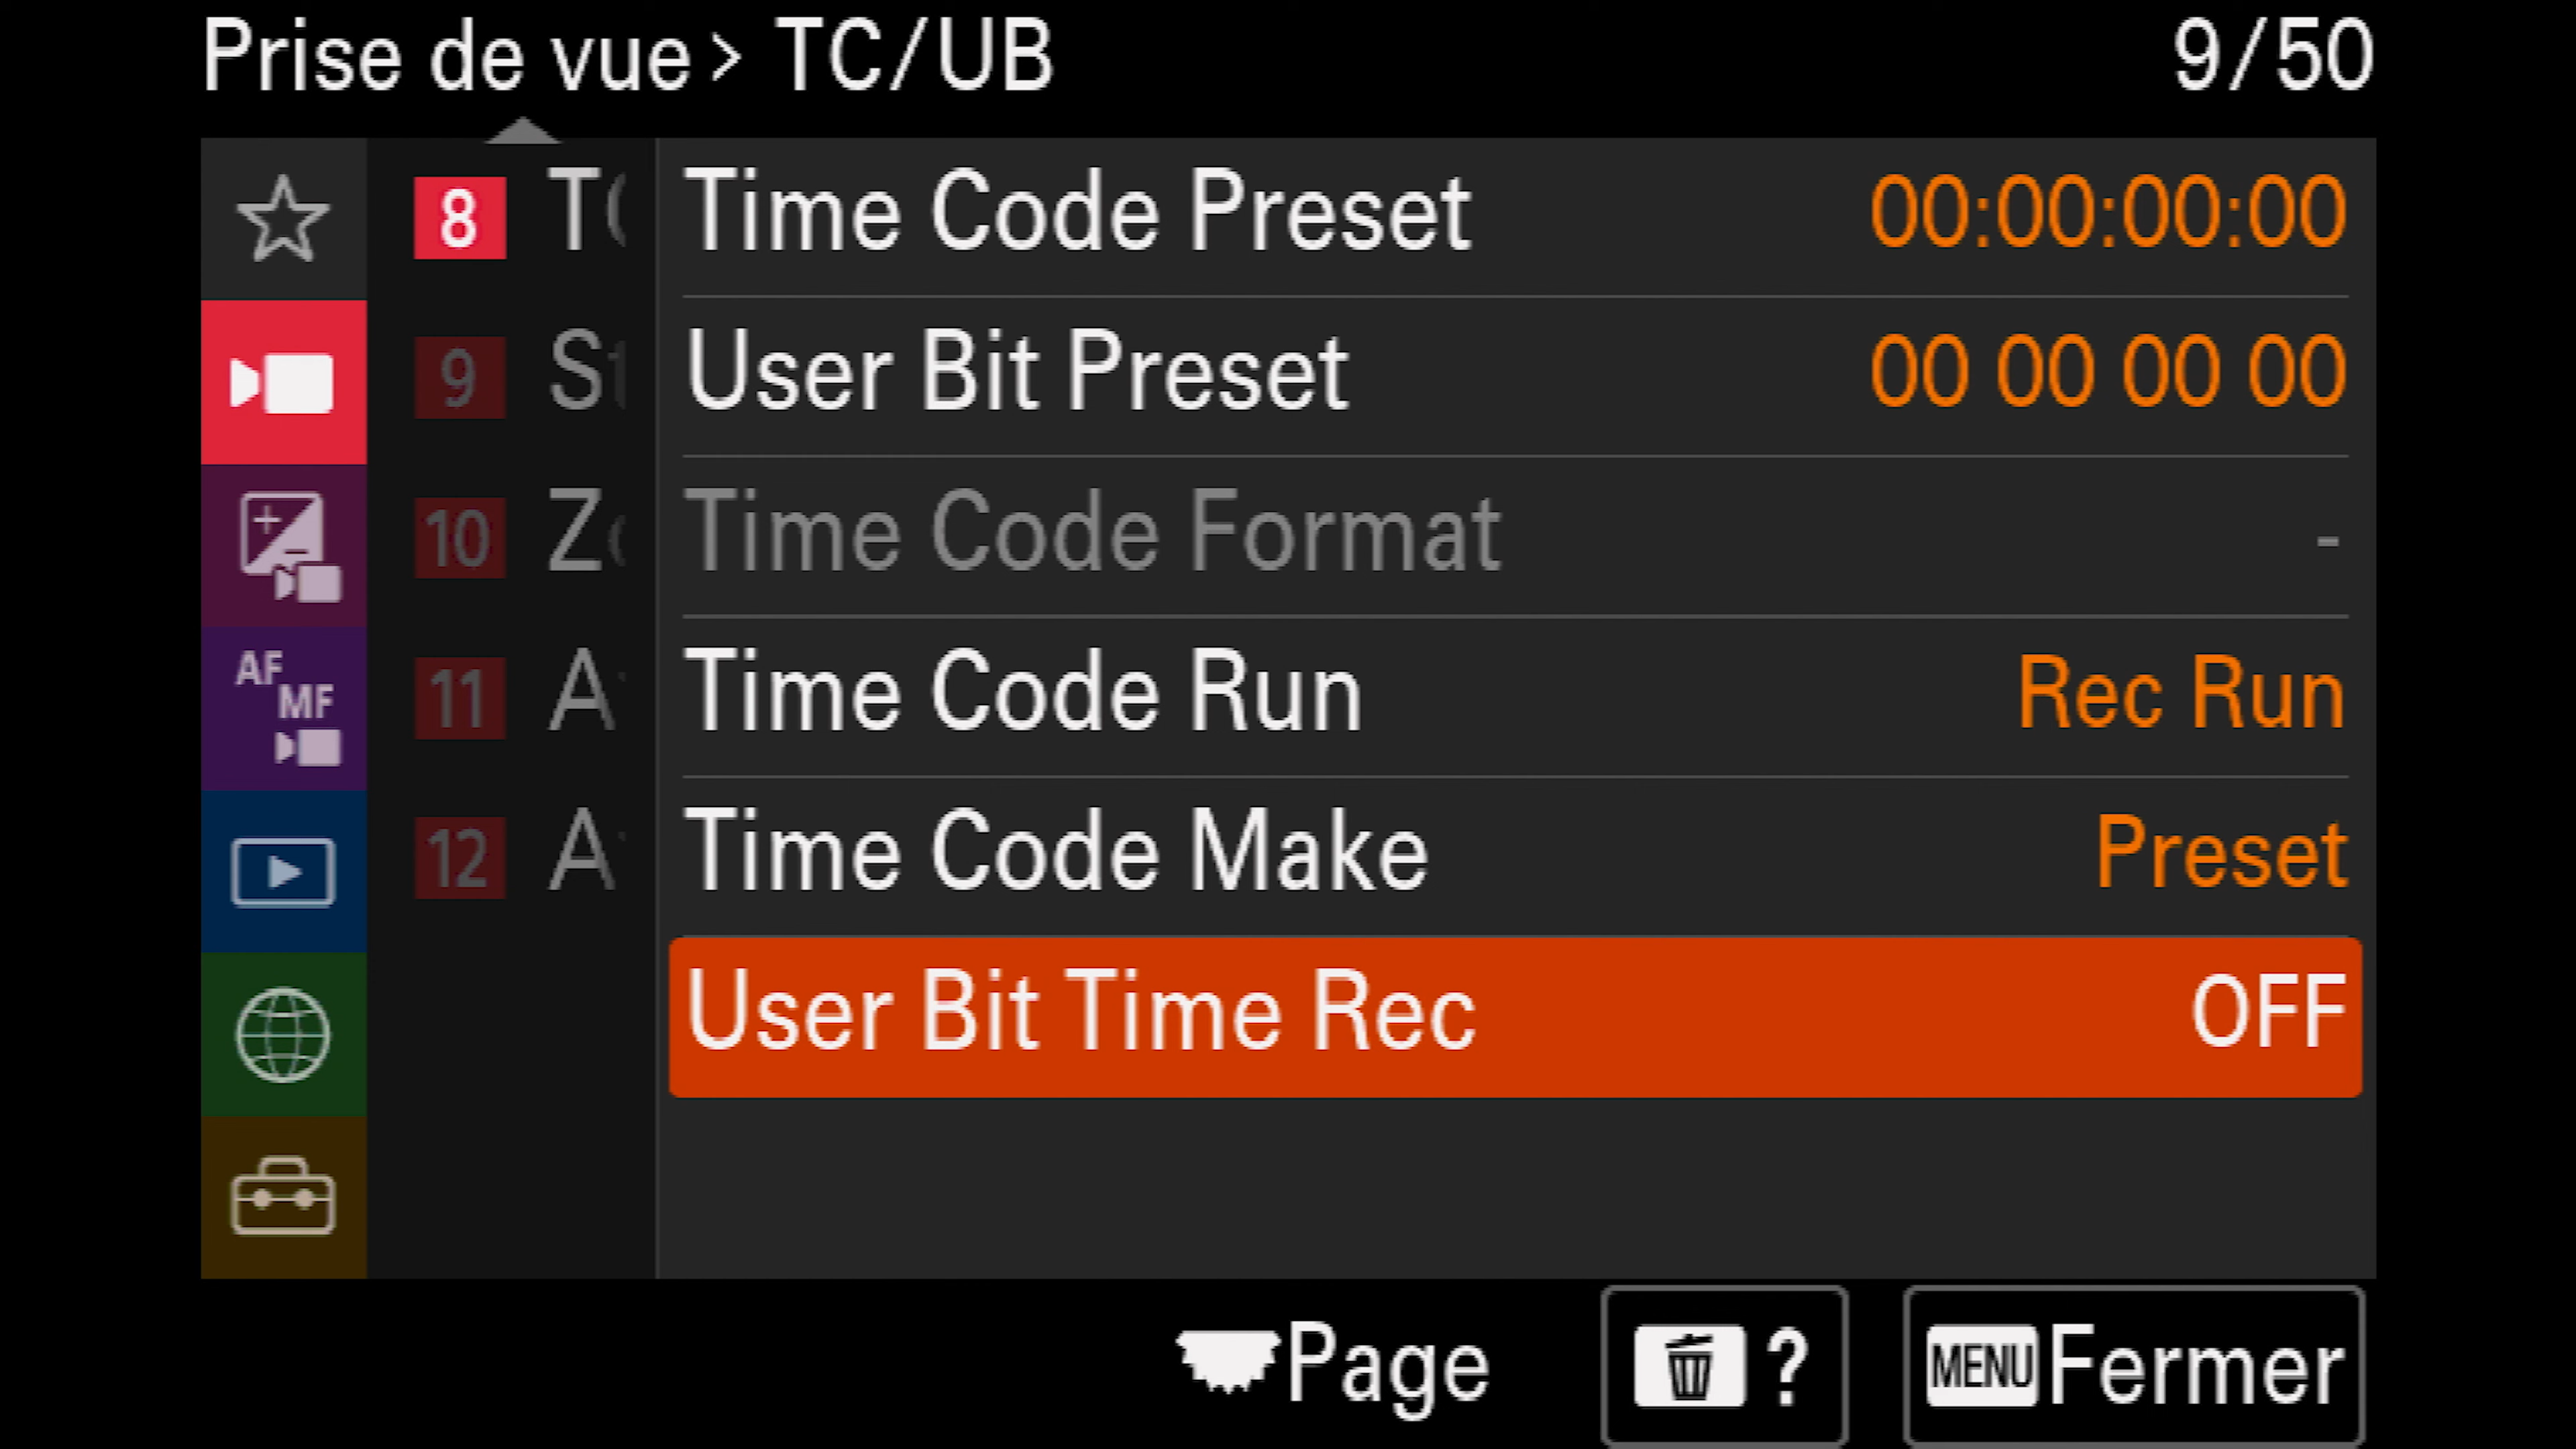 Prise de vue> TC/UB 9/50
8 Time Code Preset 00:00:00:00
9 User Bit Preset 00 00 00 00
10 Time Code Format -
11 Time Code Run Rec Run
AF MF
12 Time Code Make Preset
User Bit Time Rec OFF
Page ? MENU Fermer